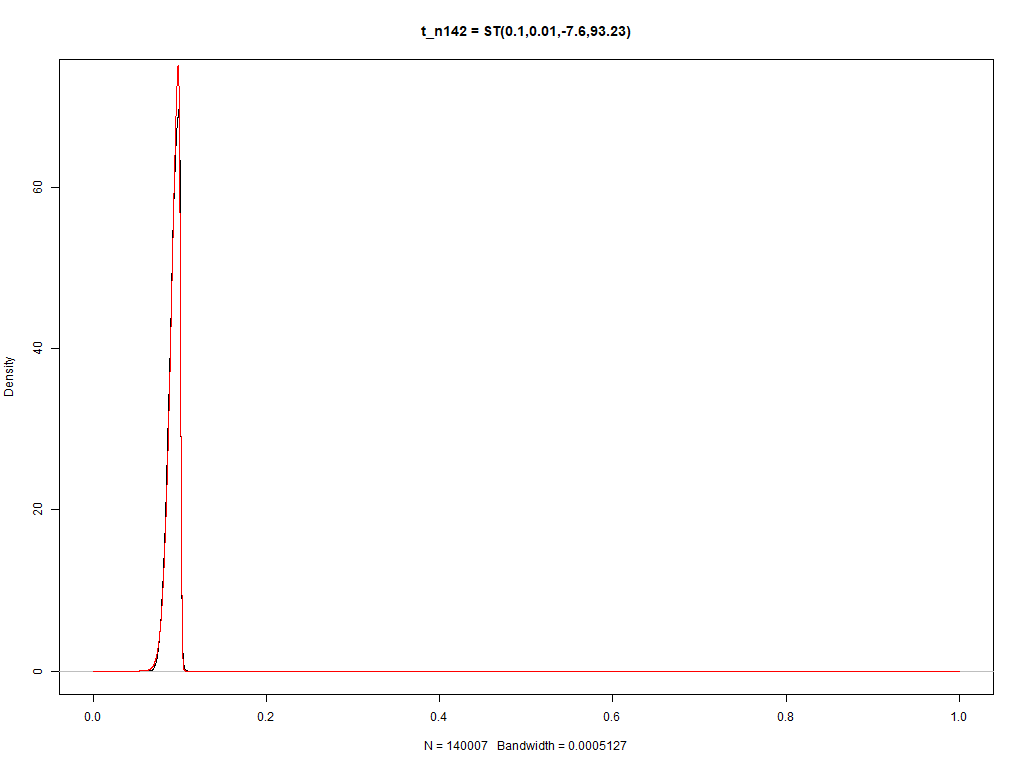 t_n142 = ST(0.1,0.01,-7.6,93.23)
Density
60
40
20
0
0.0 0.2 0.4 0.6 0.8 1.0
N = 140007 Bandwidth = 0.0005127